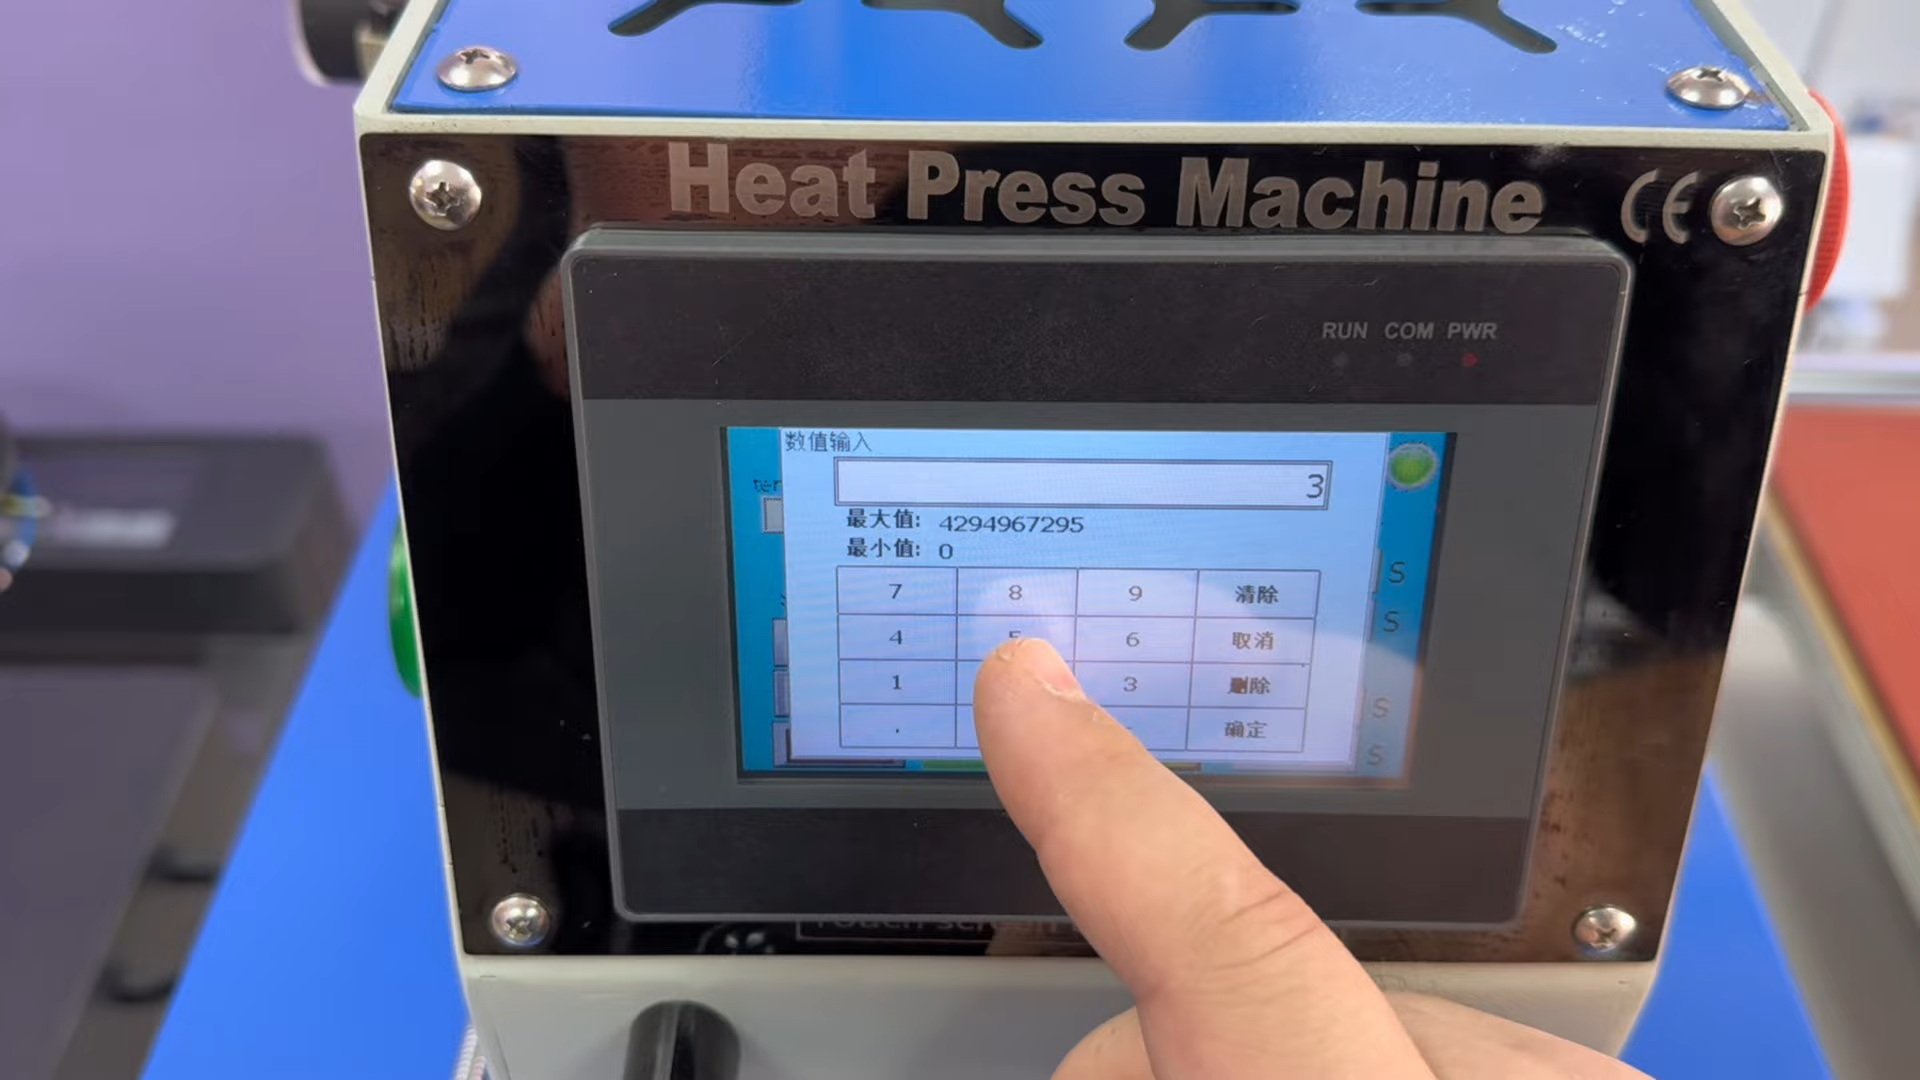 Heat Press Machine CE
RUN COM PWR
数值输入
3
最大值: 4294967295
最小值: 0
7 8 9 清除
4 5 6 取消
1 3 删除
. 确定
S
S
S
S